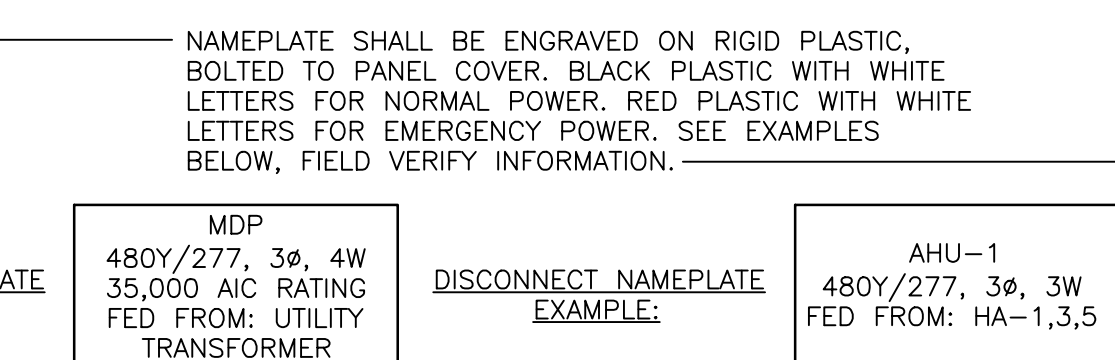 NAMEPLATE SHALL BE ENGRAVED ON RIGID PLASTIC,
BOLTED TO PANEL COVER. BLACK PLASTIC WITH WHITE
LETTERS FOR NORMAL POWER. RED PLASTIC WITH WHITE
LETTERS FOR EMERGENCY POWER. SEE EXAMPLES
BELOW, FIELD VERIFY INFORMATION.
ATE
MDP
480Y/277, 3ø, 4W
35,000 AIC RATING
FED FROM: UTILITY
TRANSFORMER
DISCONNECT NAMEPLATE
EXAMPLE:
AHU-1
480Y/277, 3ø, 3W
FED FROM: HA-1,3,5